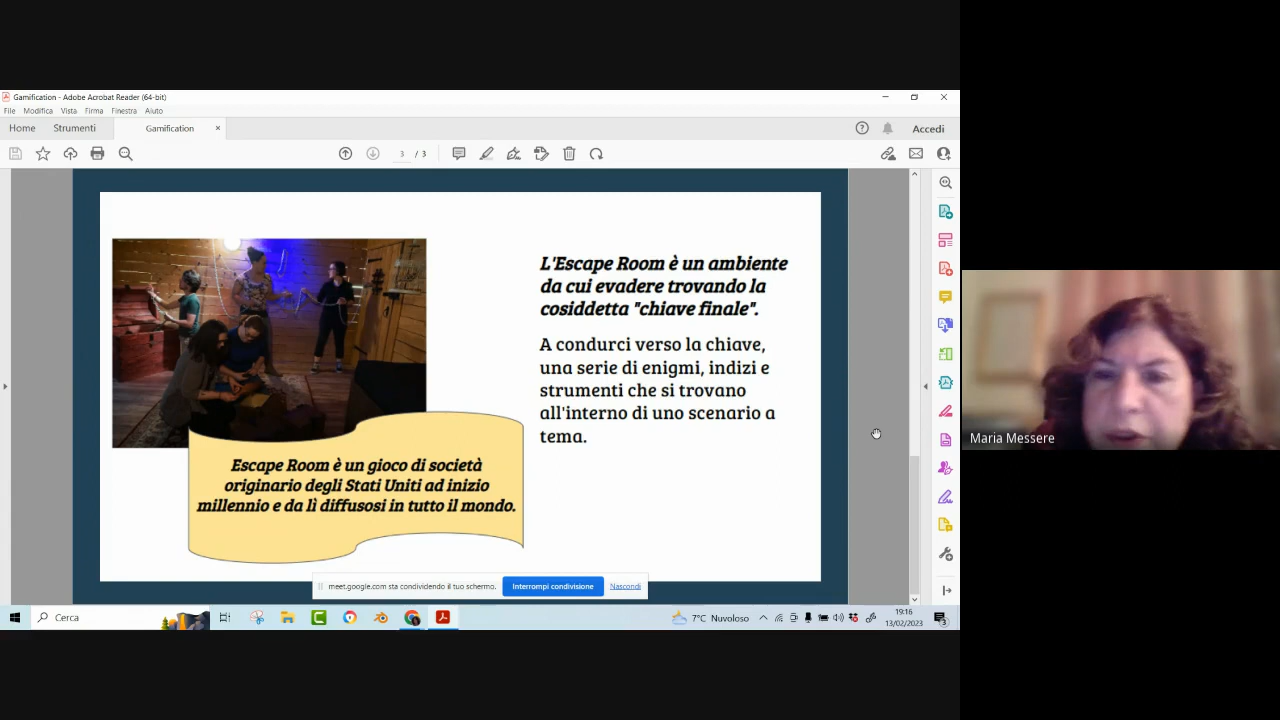 Gamification - Adobe Acrobat Reader (64-bit)
File Modifica Vista Firma Finestra Aiuto
Home Strumenti Gamification × Accedi
3 / 3
L'Escape Room è un ambiente
da cui evadere trovando la
cosiddetta "chiave finale".
A condurci verso la chiave,
una serie di enigmi, indizi e
strumenti che si trovano
all'interno di uno scenario a
tema.
Escape Room è un gioco di società
originario degli Stati Uniti ad inizio
millennio e da lì diffusosi in tutto il mondo.
Maria Messere
meet.google.com sta condividendo il tuo schermo. Interrompi condivisione Nascondi
Cerca
7°C Nuvoloso
19:16
13/02/2023
3